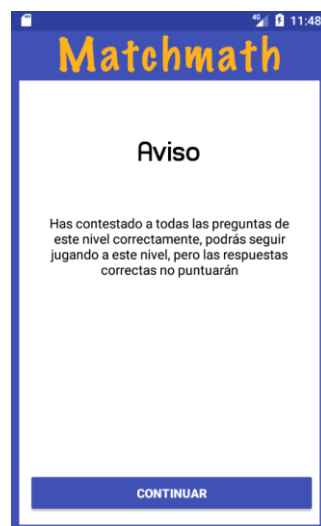 4G 11:48
Matchmath
Aviso
Has contestado a todas las preguntas de
este nivel correctamente, podrás seguir
jugando a este nivel, pero las respuestas
correctas no puntuarán
CONTINUAR